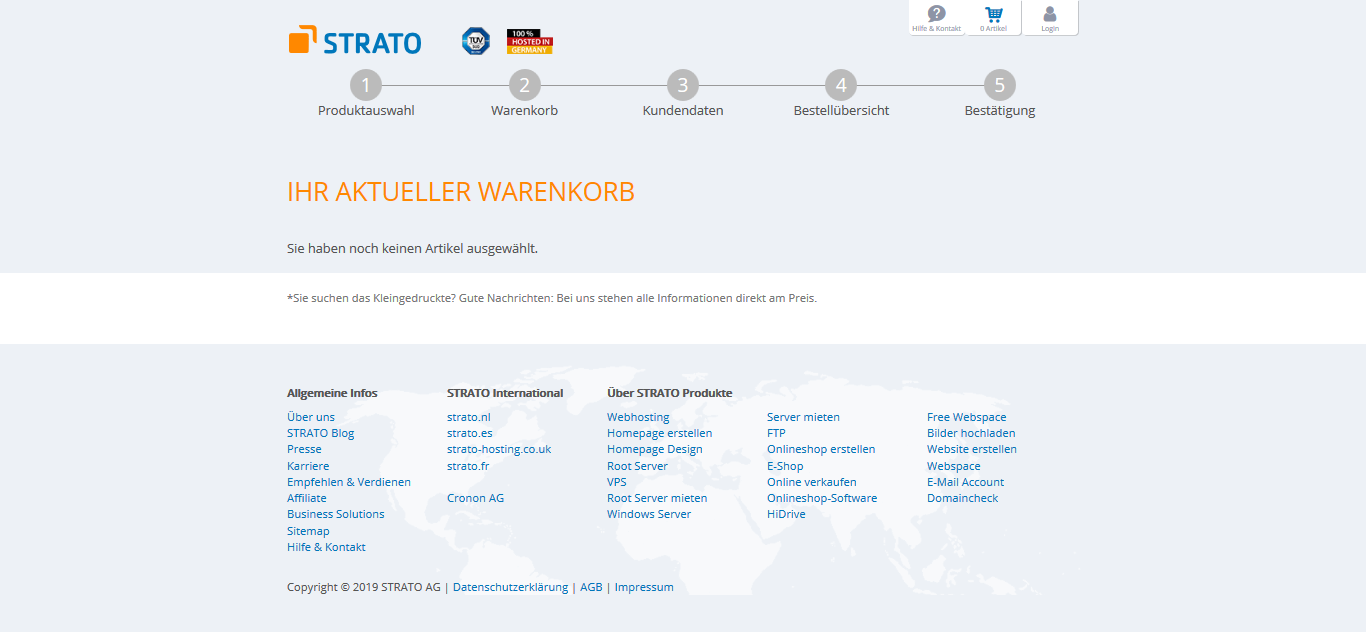 Hilfe & Kontakt
0 Artikel
Login
STRATO
TÜV
100 %
HOSTED IN
GERMANY
1
2
3
4
5
Produktauswahl
Warenkorb
Kundendaten
Bestellübersicht
Bestätigung
IHR AKTUELLER WARENKORB
Sie haben noch keinen Artikel ausgewählt.
*Sie suchen das Kleingedruckte? Gute Nachrichten: Bei uns stehen alle Informationen direkt am Preis.
Allgemeine Infos
Über uns
STRATO Blog
Presse
Karriere
Empfehlen & Verdienen
Affiliate
Business Solutions
Sitemap
Hilfe & Kontakt
STRATO International
strato.nl
strato.es
strato-hosting.co.uk
strato.fr
Cronon AG
Über STRATO Produkte
Webhosting
Homepage erstellen
Homepage Design
Root Server
VPS
Root Server mieten
Windows Server
Server mieten
FTP
Onlineshop erstellen
E-Shop
Online verkaufen
Onlineshop-Software
HiDrive
Free Webspace
Bilder hochladen
Website erstellen
Webspace
E-Mail Account
Domaincheck
Copyright © 2019 STRATO AG | Datenschutzerklärung | AGB | Impressum